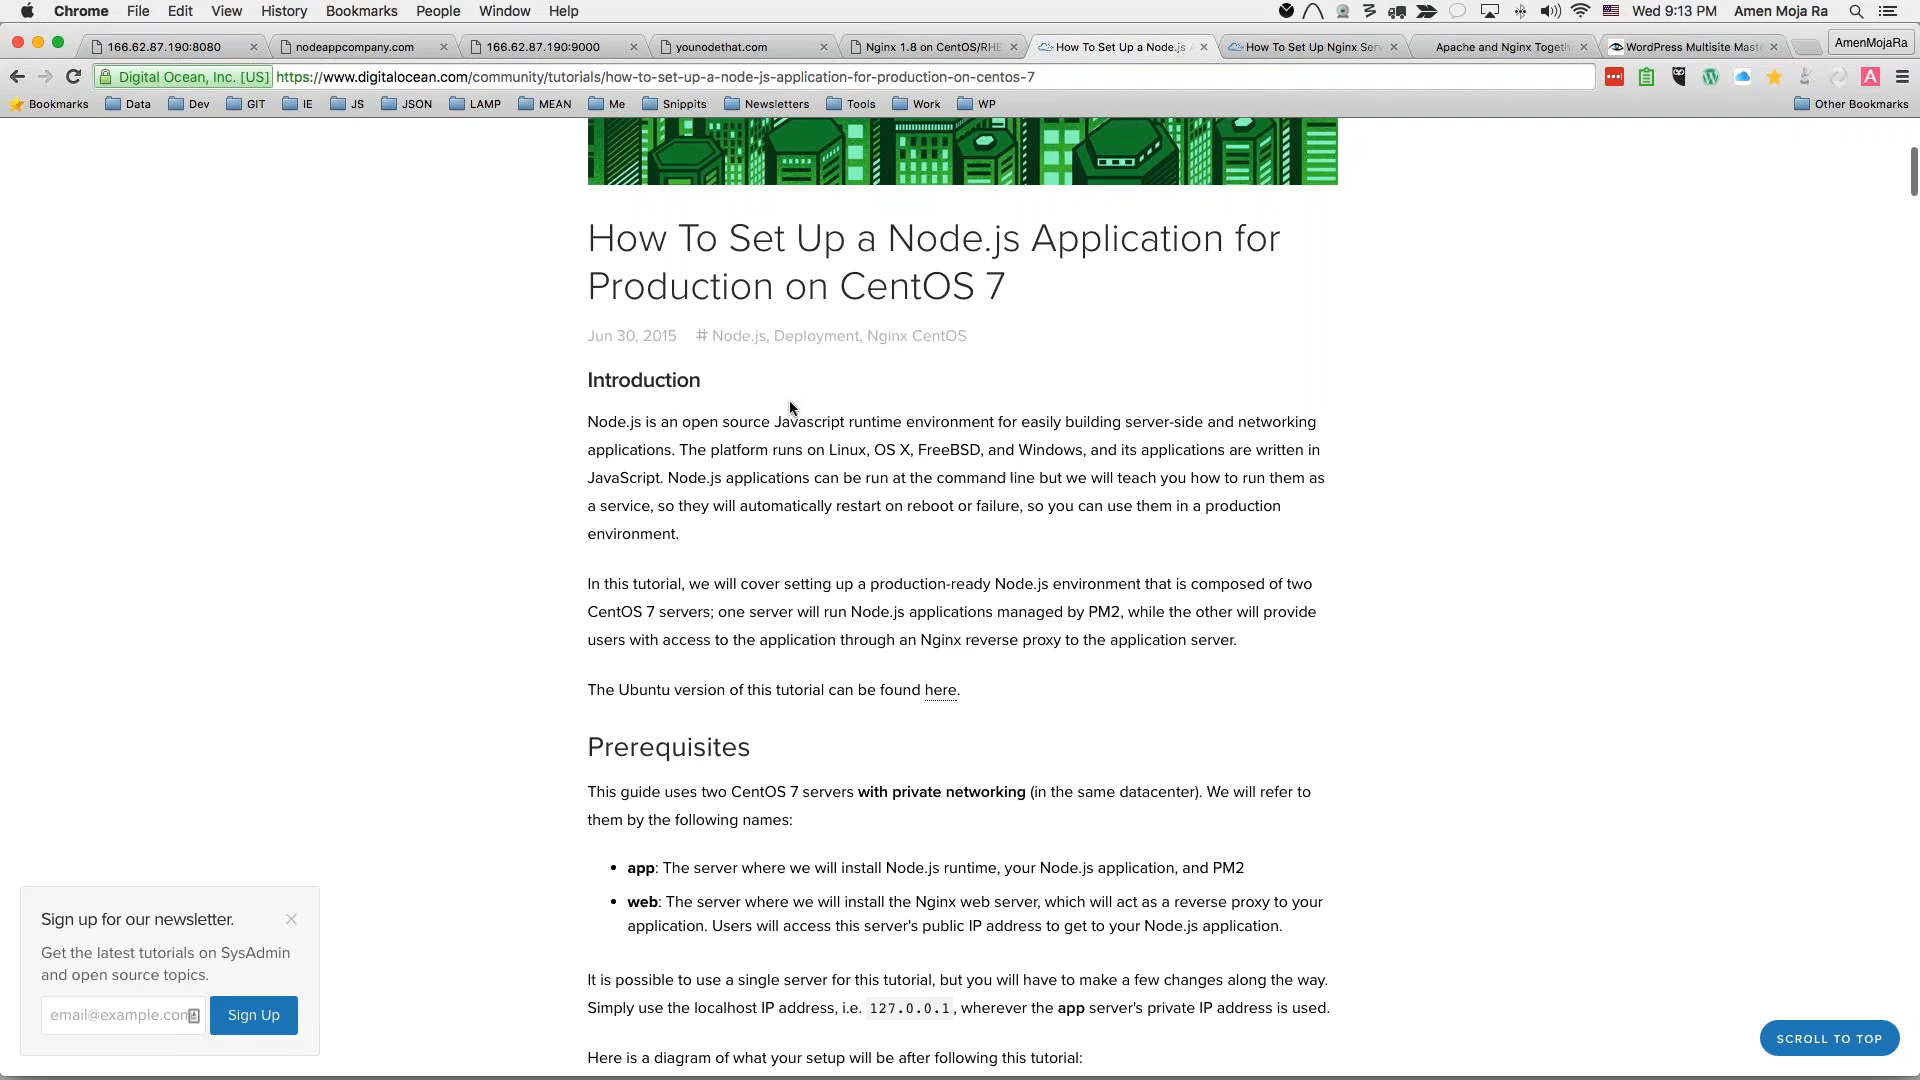 Chrome File Edit View History Bookmarks People Window Help Wed 9:13 PM Amen Moja Ra
166.62.87.190:8080 nodeappcompany.com 166.62.87.190:9000 younodethat.com Nginx 1.8 on CentOS/RHE How To Set Up a Node.js How To Set Up Nginx Ser Apache and Nginx Togeth WordPress Multisite Mast AmenMojaRa
Digital Ocean, Inc. [US] https://www.digitalocean.com/community/tutorials/how-to-set-up-a-node-js-application-for-production-on-centos-7
Bookmarks Data Dev GIT IE JS JSON LAMP MEAN Me Snippits Newsletters Tools Work WP Other Bookmarks
How To Set Up a Node.js Application for
Production on CentOS 7
Jun 30, 2015 # Node.js, Deployment, Nginx CentOS
Introduction
Node.js is an open source Javascript runtime environment for easily building server-side and networking
applications. The platform runs on Linux, OS X, FreeBSD, and Windows, and its applications are written in
JavaScript. Node.js applications can be run at the command line but we will teach you how to run them as
a service, so they will automatically restart on reboot or failure, so you can use them in a production
environment.
In this tutorial, we will cover setting up a production-ready Node.js environment that is composed of two
CentOS 7 servers; one server will run Node.js applications managed by PM2, while the other will provide
users with access to the application through an Nginx reverse proxy to the application server.
The Ubuntu version of this tutorial can be found here.
Prerequisites
This guide uses two CentOS 7 servers with private networking (in the same datacenter). We will refer to
them by the following names:
• app: The server where we will install Node.js runtime, your Node.js application, and PM2
• web: The server where we will install the Nginx web server, which will act as a reverse proxy to your
application. Users will access this server's public IP address to get to your Node.js application.
It is possible to use a single server for this tutorial, but you will have to make a few changes along the way.
Simply use the localhost IP address, i.e. 127.0.0.1, wherever the app server's private IP address is used.
Here is a diagram of what your setup will be after following this tutorial:
Sign up for our newsletter.
Get the latest tutorials on SysAdmin
and open source topics.
email@example.com Sign Up
SCROLL TO TOP